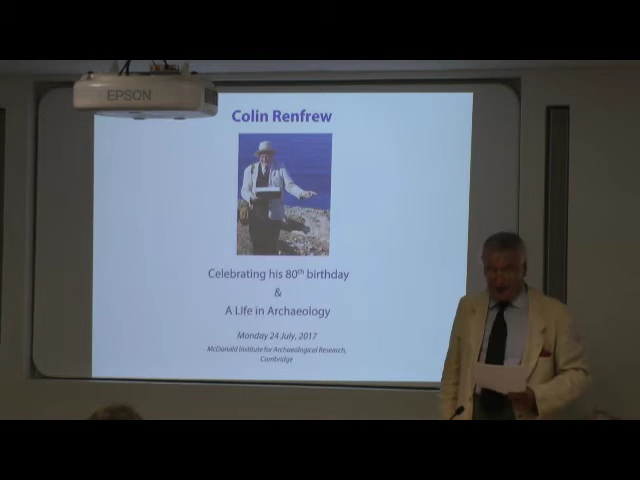 EPSON
Colin Renfrew
Celebrating his 80th birthday
&
A Life in Archaeology
Monday 24 July, 2017
McDonald Institute for Archaeological Research,
Cambridge